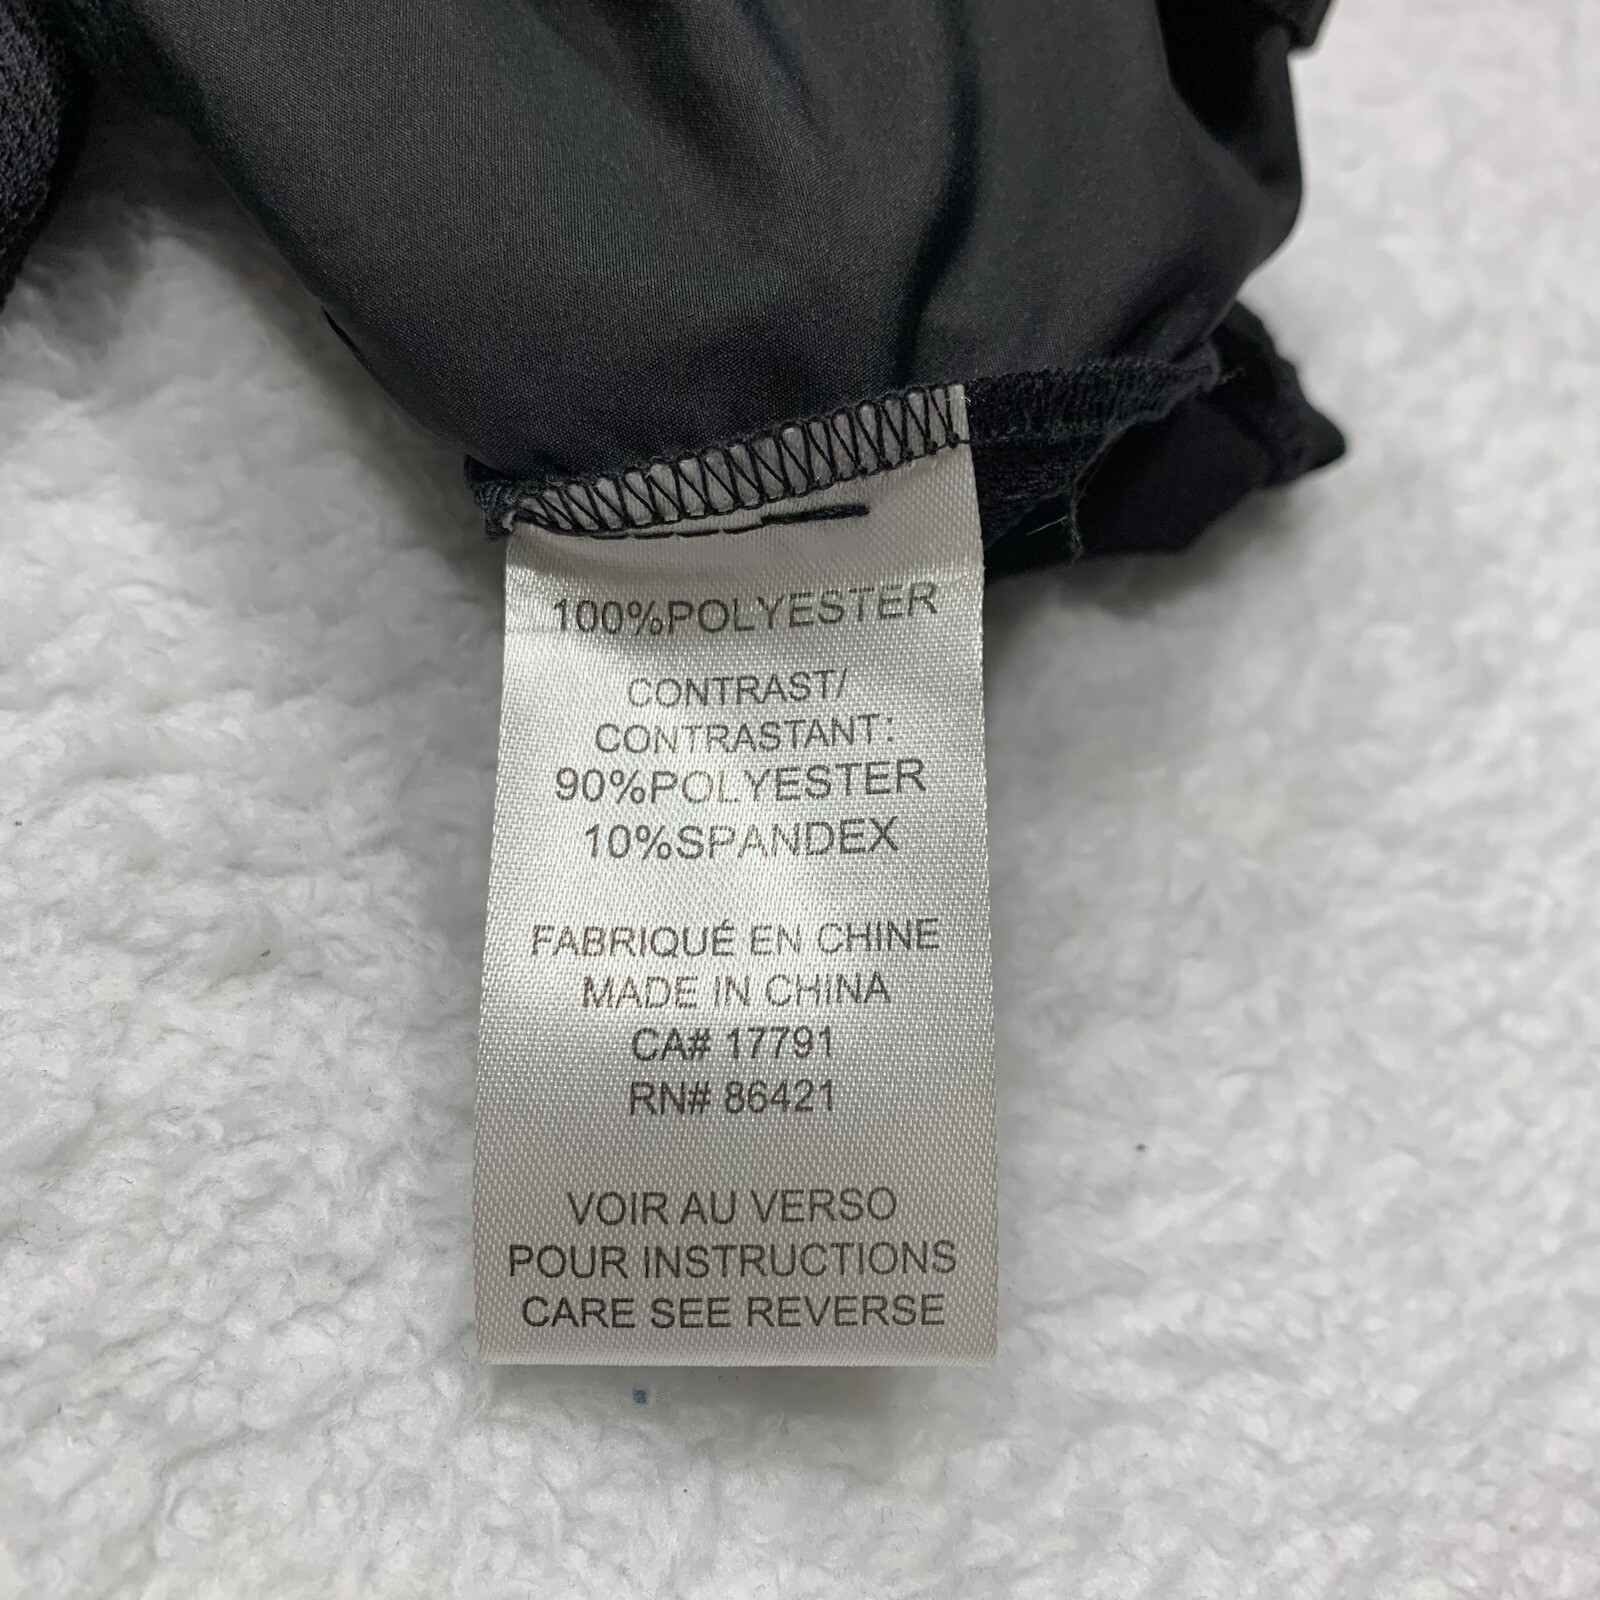 100%POLYESTER
CONTRAST/
CONTRASTANT:
90%POLYESTER
10%SPANDEX
FABRIQUÉ EN CHINE
MADE IN CHINA
CA# 17791
RN# 86421
VOIR AU VERSO
POUR INSTRUCTIONS
CARE SEE REVERSE